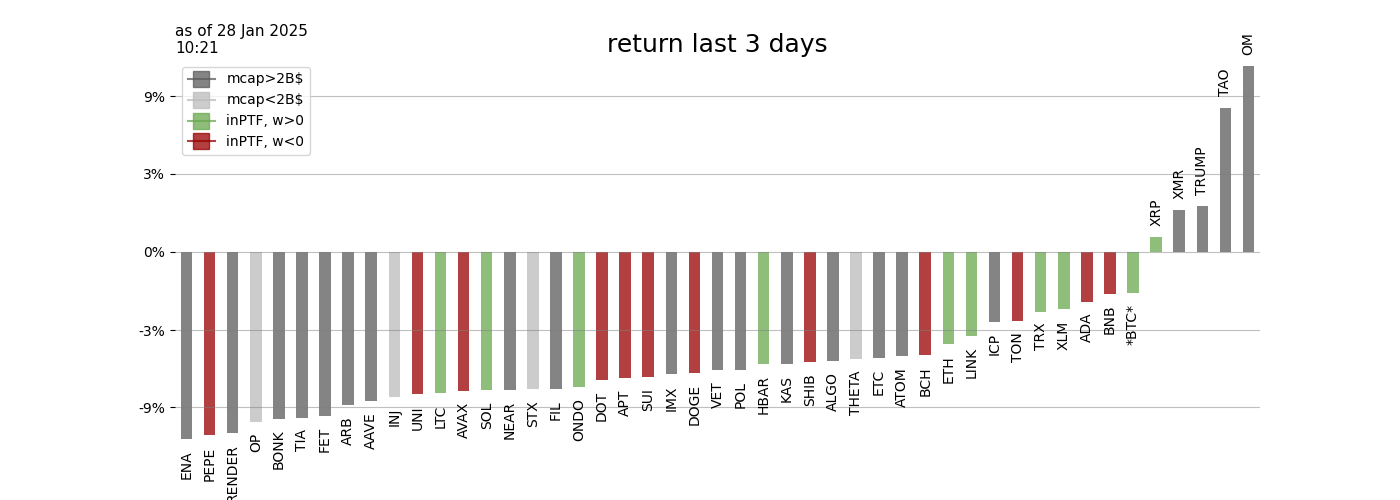 as of 28 Jan 2025
10:21
return last 3 days
mcap>2B$
mcap<2B$
inPTF, w>0
inPTF, w<0
9%
3%
0%
-3%
-9%
ENA
PEPE
RENDER
OP
BONK
TIA
FET
ARB
AAVE
INJ
UNI
LTC
AVAX
SOL
NEAR
STX
FIL
ONDO
DOT
APT
SUI
IMX
DOGE
VET
POL
HBAR
KAS
SHIB
ALGO
THETA
ETC
ATOM
BCH
ETH
LINK
ICP
TON
TRX
XLM
ADA
BNB
*BTC*
XRP
XMR
TRUMP
TAO
OM